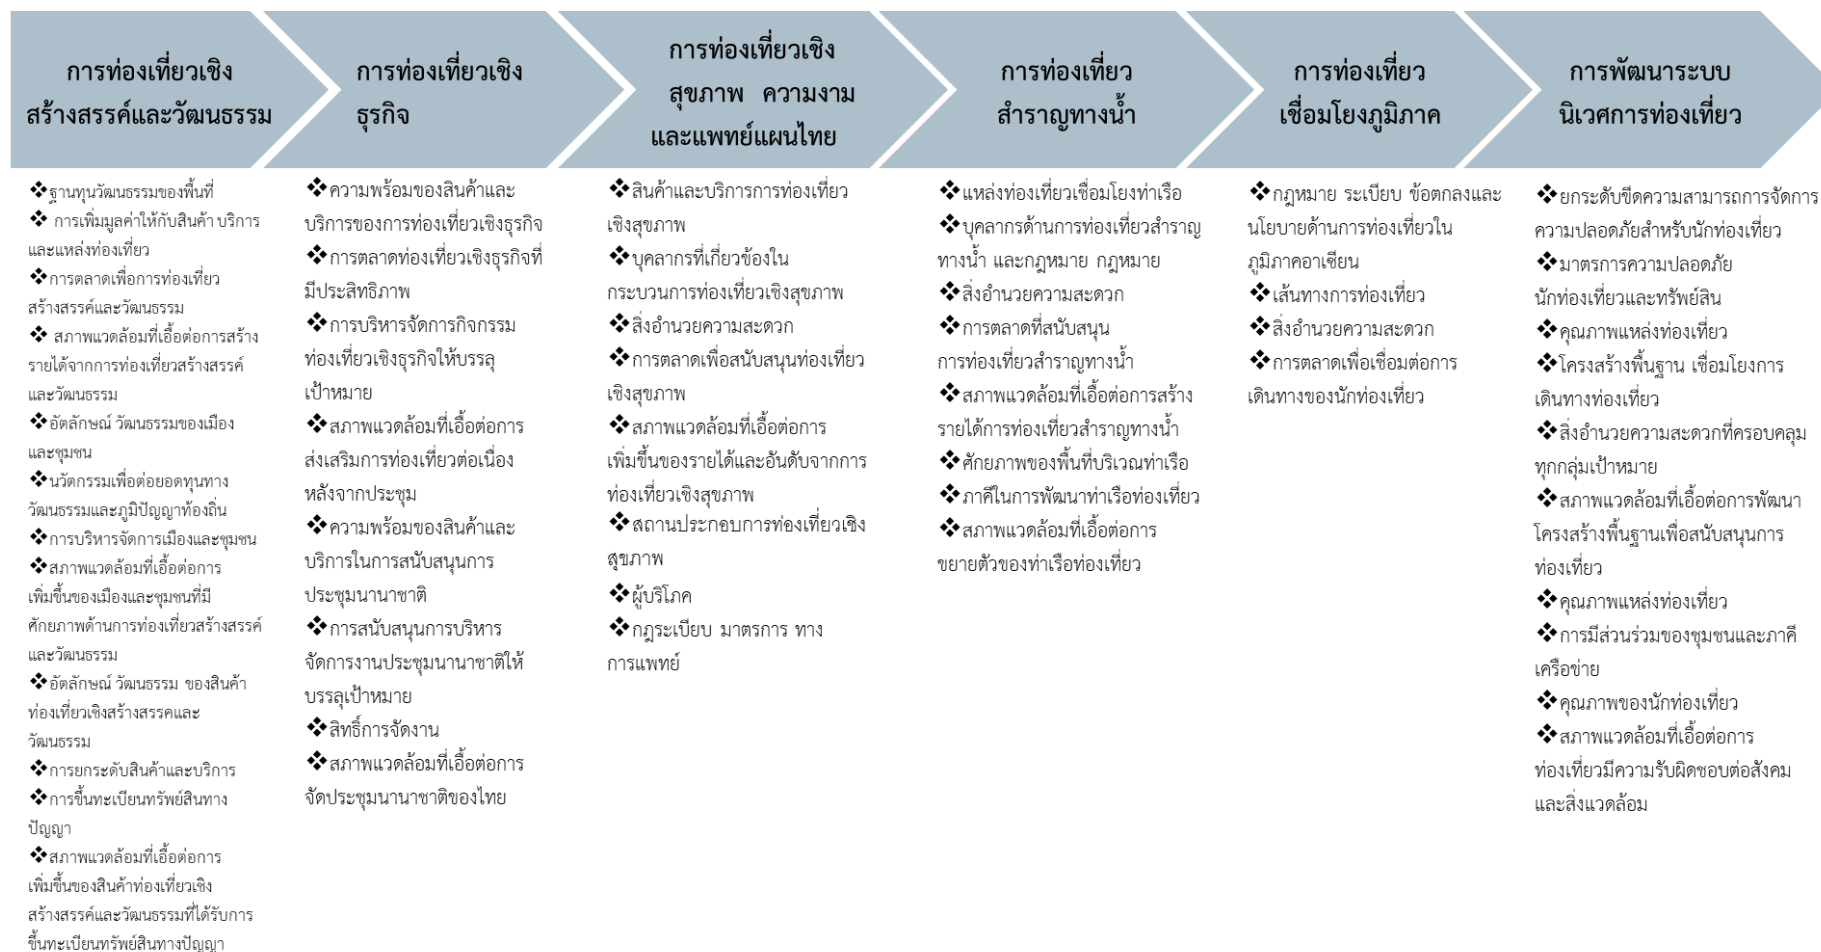 การท่องเที่ยวเชิง
สร้างสรรค์และวัฒนธรรม
❖ฐานทุนวัฒนธรรมของพื้นที่
❖ การเพิ่มมูลค่าให้กับสินค้า บริการ
และแหล่งท่องเที่ยว
❖การตลาดเพื่อการท่องเที่ยว
สร้างสรรค์และวัฒนธรรม
❖ สภาพแวดล้อมที่เอื้อต่อการสร้าง
รายได้จากการท่องเที่ยวสร้างสรรค์
และวัฒนธรรม
❖อัตลักษณ์ วัฒนธรรมของเมือง
และชุมชน
❖นวัตกรรมเพื่อต่อยอดทุนทาง
วัฒนธรรมและภูมิปัญญาท้องถิ่น
❖การบริหารจัดการเมืองและชุมชน
❖สภาพแวดล้อมที่เอื้อต่อการ
เพิ่มขึ้นของเมืองและชุมชนที่มี
ศักยภาพด้านการท่องเที่ยวสร้างสรรค์
และวัฒนธรรม
❖อัตลักษณ์ วัฒนธรรม ของสินค้า
ท่องเที่ยวเชิงสร้างสรรคและ
วัฒนธรรม
❖การยกระดับสินค้าและบริการ
❖การขึ้นทะเบียนทรัพย์สินทาง
ปัญญา
❖สภาพแวดล้อมที่เอื้อต่อการ
เพิ่มขึ้นของสินค้าท่องเที่ยวเชิง
สร้างสรรค์และวัฒนธรรมที่ได้รับการ
ขึ้นทะเบียนทรัพย์สินทางปัญญา
การท่องเที่ยวเชิง
ธุรกิจ
❖ความพร้อมของสินค้าและ
บริการของการท่องเที่ยวเชิงธุรกิจ
❖การตลาดท่องเที่ยวเชิงธุรกิจที่
มีประสิทธิภาพ
❖การบริหารจัดการกิจกรรม
ท่องเที่ยวเชิงธุรกิจให้บรรลุ
เป้าหมาย
❖สภาพแวดล้อมที่เอื้อต่อการ
ส่งเสริมการท่องเที่ยวต่อเนื่อง
หลังจากประชุม
❖ความพร้อมของสินค้าและ
บริการในการสนับสนุนการ
ประชุมนานาชาติ
❖การสนับสนุนการบริหาร
จัดการงานประชุมนานาชาติให้
บรรลุเป้าหมาย
❖สิทธิ์การจัดงาน
❖สภาพแวดล้อมที่เอื้อต่อการ
จัดประชุมนานาชาติของไทย
การท่องเที่ยวเชิง
สุขภาพ ความงาม
และแพทย์แผนไทย
❖สินค้าและบริการการท่องเที่ยว
เชิงสุขภาพ
❖บุคลากรที่เกี่ยวข้องใน
กระบวนการท่องเที่ยวเชิงสุขภาพ
❖สิ่งอำนวยความสะดวก
❖การตลาดเพื่อสนับสนุนท่องเที่ยว
เชิงสุขภาพ
❖สภาพแวดล้อมที่เอื้อต่อการ
เพิ่มขึ้นของรายได้และอันดับจากการ
ท่องเที่ยวเชิงสุขภาพ
❖สถานประกอบการท่องเที่ยวเชิง
สุขภาพ
❖ผู้บริโภค
❖กฎระเบียบ มาตรการ ทาง
การแพทย์
การท่องเที่ยว
สำราญทางน้ำ
❖แหล่งท่องเที่ยวเชื่อมโยงท่าเรือ
❖บุคลากรด้านการท่องเที่ยวสำราญ
ทางน้ำ และกฎหมาย กฎหมาย
❖สิ่งอำนวยความสะดวก
❖การตลาดที่สนับสนุน
การท่องเที่ยวสำราญทางน้ำ
❖สภาพแวดล้อมที่เอื้อต่อการสร้าง
รายได้การท่องเที่ยวสำราญทางน้ำ
❖ศักยภาพของพื้นที่บริเวณท่าเรือ
❖ภาคีในการพัฒนาท่าเรือท่องเที่ยว
❖สภาพแวดล้อมที่เอื้อต่อการ
ขยายตัวของท่าเรือท่องเที่ยว
การท่องเที่ยว
เชื่อมโยงภูมิภาค
❖กฎหมาย ระเบียบ ข้อตกลงและ
นโยบายด้านการท่องเที่ยวใน
ภูมิภาคอาเซียน
❖เส้นทางการท่องเที่ยว
❖สิ่งอำนวยความสะดวก
❖การตลาดเพื่อเชื่อมต่อการ
เดินทางของนักท่องเที่ยว
การพัฒนาระบบ
นิเวศการท่องเที่ยว
❖ยกระดับขีดความสามารถการจัดการ
ความปลอดภัยสำหรับนักท่องเที่ยว
❖มาตรการความปลอดภัย
นักท่องเที่ยวและทรัพย์สิน
❖คุณภาพแหล่งท่องเที่ยว
❖โครงสร้างพื้นฐาน เชื่อมโยงการ
เดินทางท่องเที่ยว
❖สิ่งอำนวยความสะดวกที่ครอบคลุม
ทุกกลุ่มเป้าหมาย
❖สภาพแวดล้อมที่เอื้อต่อการพัฒนา
โครงสร้างพื้นฐานเพื่อสนับสนุนการ
ท่องเที่ยว
❖คุณภาพแหล่งท่องเที่ยว
❖การมีส่วนร่วมของชุมชนและภาคี
เครือข่าย
❖คุณภาพของนักท่องเที่ยว
❖สภาพแวดล้อมที่เอื้อต่อการ
ท่องเที่ยวมีความรับผิดชอบต่อสังคม
และสิ่งแวดล้อม